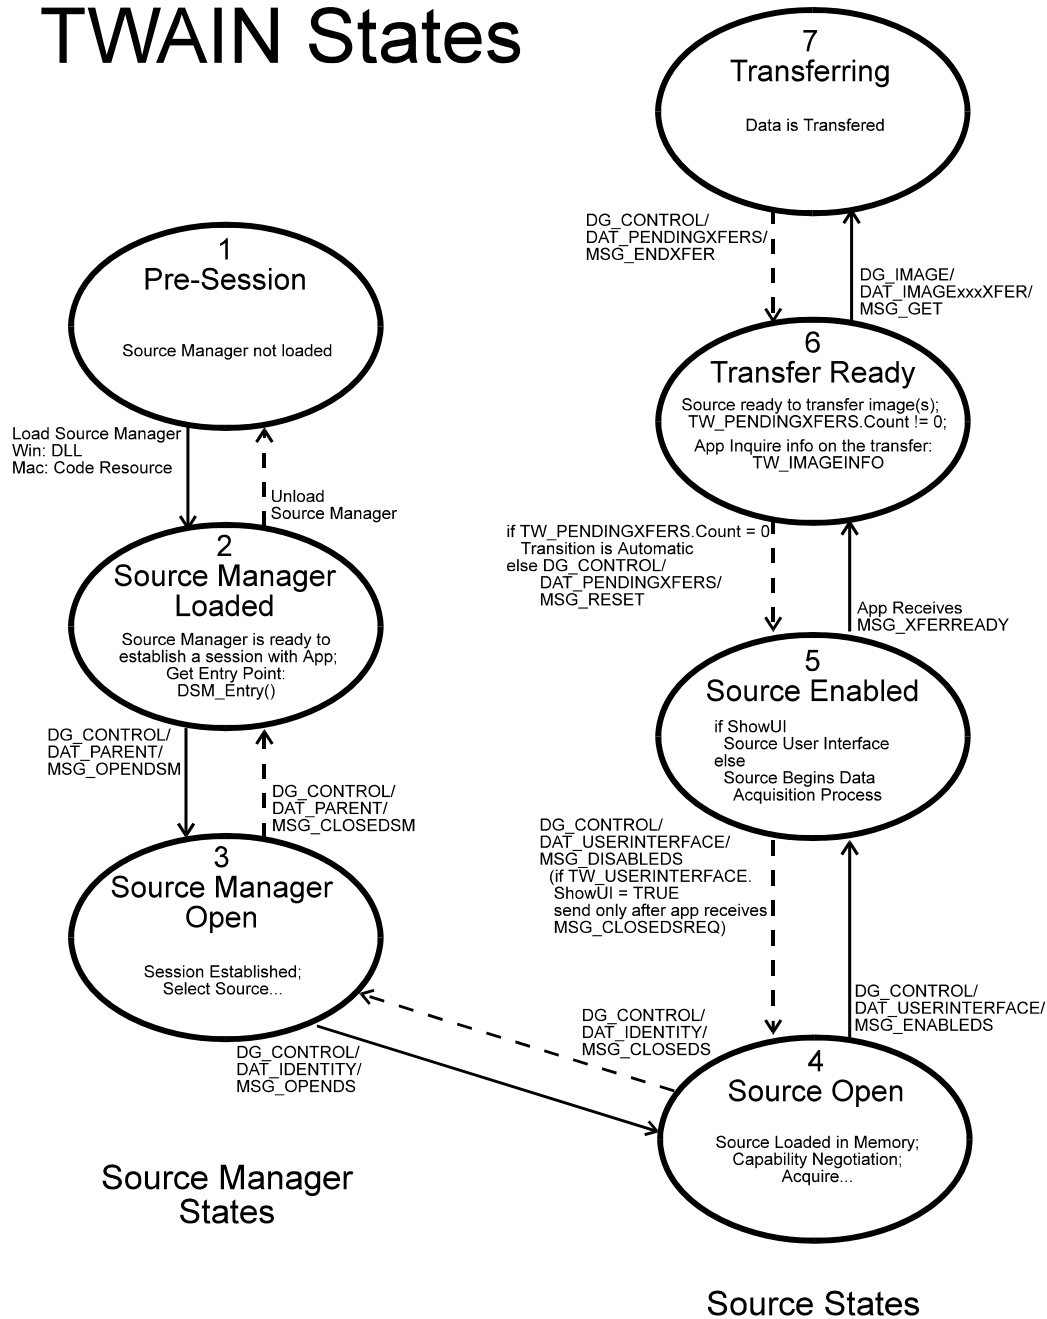 TWAIN States
1
Pre-Session
Source Manager not loaded
Load Source Manager
Win: DLL
Mac: Code Resource
Unload
Source Manager
2
Source Manager
Loaded
Source Manager is ready to
establish a session with App;
Get Entry Point:
DSM_Entry()
DG_CONTROL/
DAT_PARENT/
MSG_OPENDSM
DG_CONTROL/
DAT_PARENT/
MSG_CLOSEDSM
3
Source Manager
Open
Session Established;
Select Source...
DG_CONTROL/
DAT_IDENTITY/
MSG_OPENDS
DG_CONTROL/
DAT_IDENTITY/
MSG_CLOSEDS
Source Manager
States
7
Transferring
Data is Transfered
DG_CONTROL/
DAT_PENDINGXFERS/
MSG_ENDXFER
DG_IMAGE/
DAT_IMAGExxxXFER/
MSG_GET
6
Transfer Ready
Source ready to transfer image(s);
TW_PENDINGXFERS.Count != 0;
App Inquire info on the transfer:
TW_IMAGEINFO
if TW_PENDINGXFERS.Count = 0
Transition is Automatic
else DG_CONTROL/
DAT_PENDINGXFERS/
MSG_RESET
App Receives
MSG_XFERREADY
5
Source Enabled
if ShowUI
Source User Interface
else
Source Begins Data
Acquisition Process
DG_CONTROL/
DAT_USERINTERFACE/
MSG_DISABLEDS
(if TW_USERINTERFACE.
ShowUI = TRUE
send only after app receives
MSG_CLOSEDSREQ)
DG_CONTROL/
DAT_USERINTERFACE/
MSG_ENABLEDS
4
Source Open
Source Loaded in Memory;
Capability Negotiation;
Acquire...
Source States